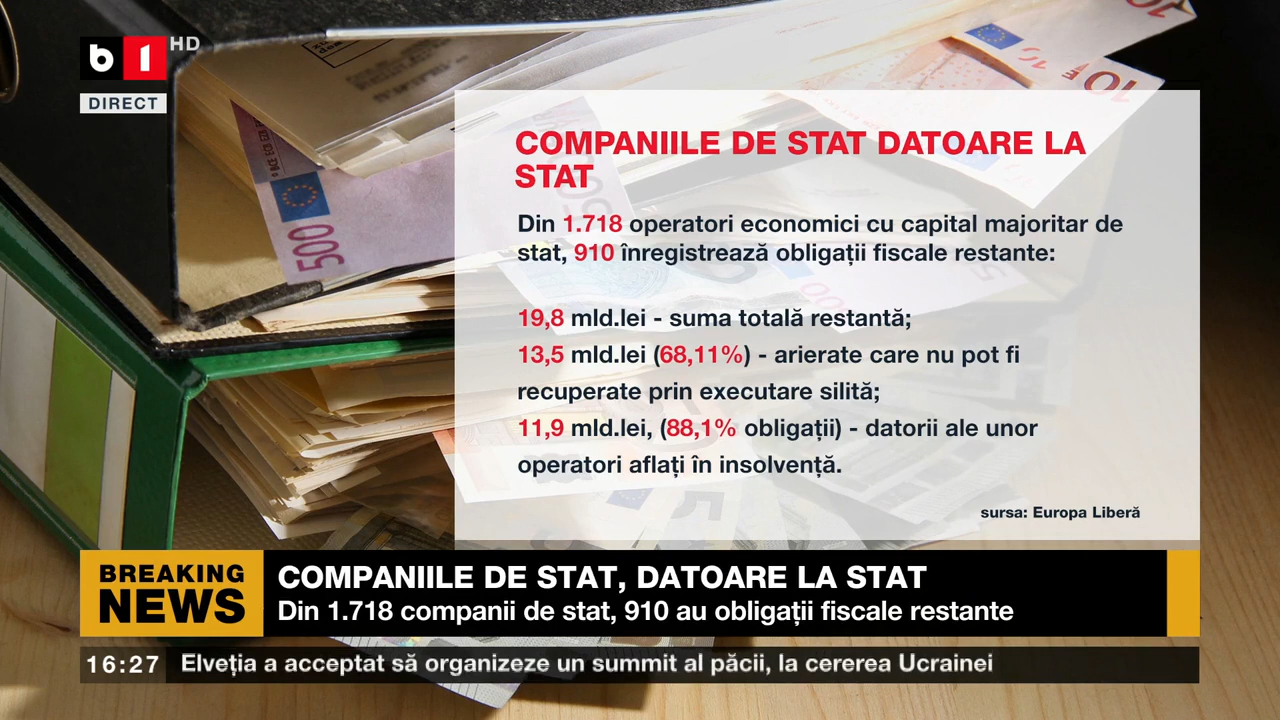 b1 HD
DIRECT
500
10
10
COMPANIILE DE STAT DATOARE LA
STAT
Din 1.718 operatori economici cu capital majoritar de
stat, 910 înregistrează obligații fiscale restante:
19,8 mld.lei - suma totală restantă;
13,5 mld.lei (68,11%) - arierate care nu pot fi
recuperate prin executare silită;
11,9 mld.lei, (88,1% obligații) - datorii ale unor
operatori aflați în insolvență.
sursa: Europa Liberă
BREAKING
NEWS
COMPANIILE DE STAT, DATOARE LA STAT
Din 1.718 companii de stat, 910 au obligații fiscale restante
16:27 Elveția a acceptat să organizeze un summit al păcii, la cererea Ucrainei